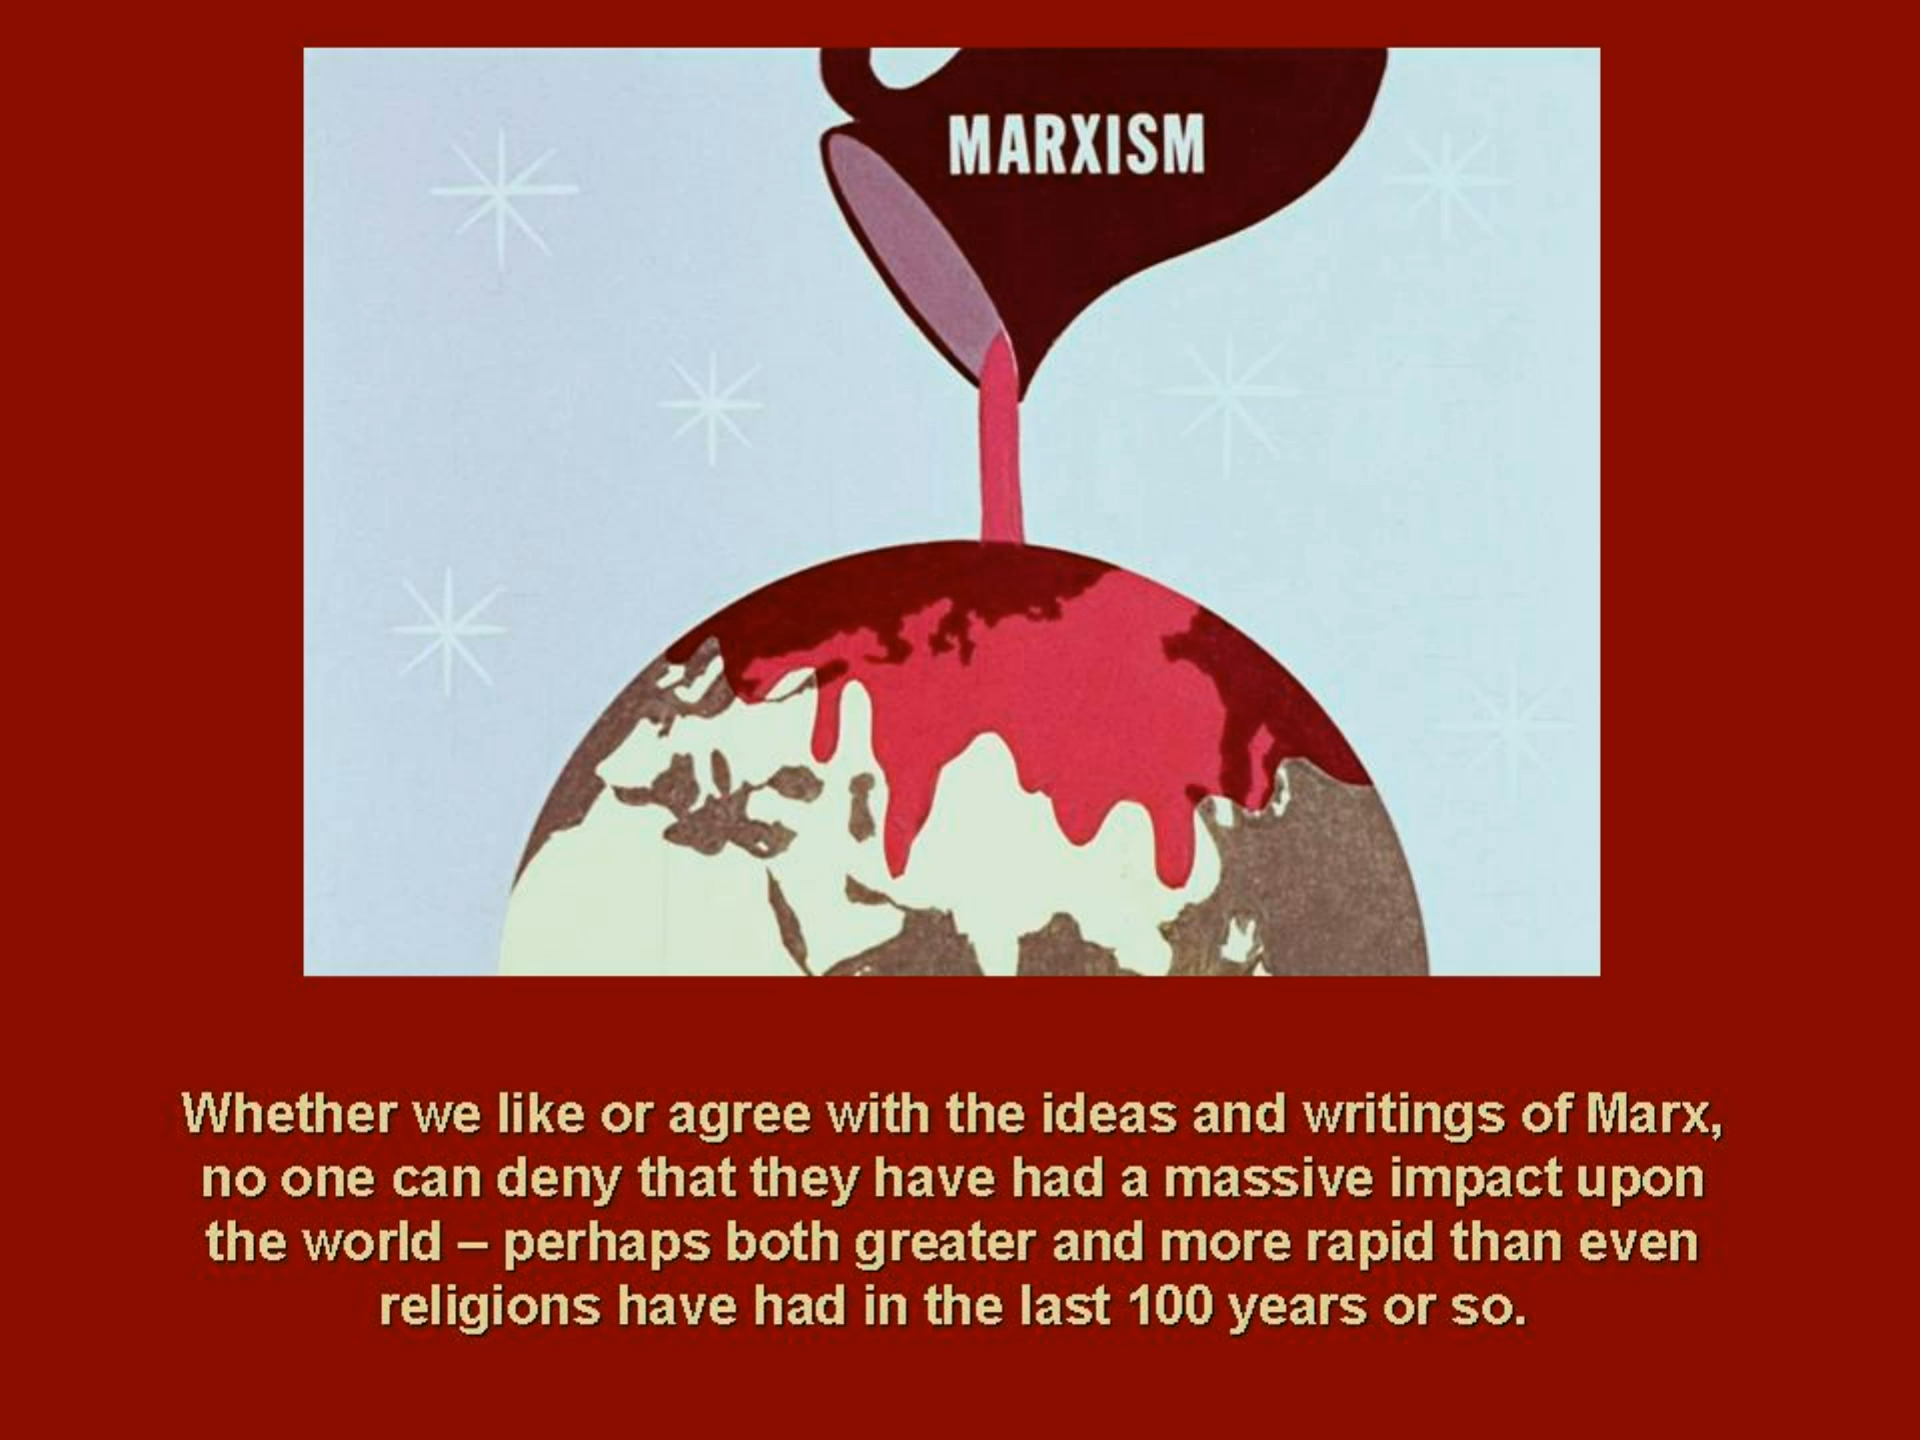 MARXISM
Whether we like or agree with the ideas and writings of Marx,
no one can deny that they have had a massive impact upon
the world – perhaps both greater and more rapid than even
religions have had in the last 100 years or so.